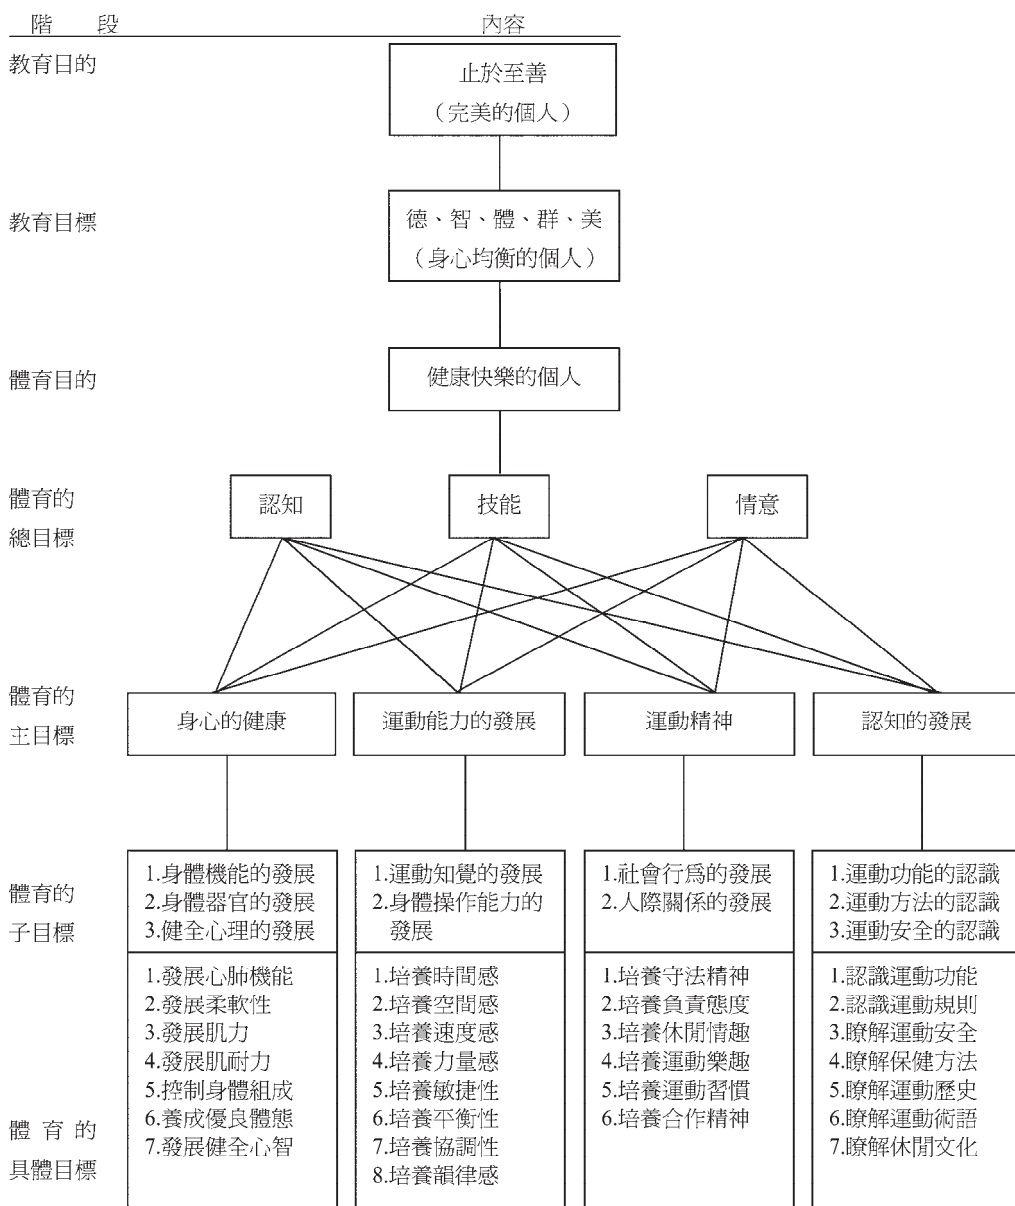 階 段 內容
教育目的
止於至善
（完美的個人）
教育目標
德、智、體、群、美
（身心均衡的個人）
體育目的
健康快樂的個人
體育的
總目標
認知
技能
情意
體育的
主目標
身心的健康
運動能力的發展
運動精神
認知的發展
體育的
子目標
1.身體機能的發展
2.身體器官的發展
3.健全心理的發展
1.運動知覺的發展
2.身體操作能力的
發展
1.社會行為的發展
2.人際關係的發展
1.運動功能的認識
2.運動方法的認識
3.運動安全的認識
體育的
具體目標
1.發展心肺機能
2.發展柔軟性
3.發展肌力
4.發展肌耐力
5.控制身體組成
6.養成優良體態
7.發展健全心智
1.培養時間感
2.培養空間感
3.培養速度感
4.培養力量感
5.培養敏捷性
6.培養平衡性
7.培養協調性
8.培養韻律感
1.培養守法精神
2.培養負責態度
3.培養休閒情趣
4.培養運動樂趣
5.培養運動習慣
6.培養合作精神
1.認識運動功能
2.認識運動規則
3.瞭解運動安全
4.瞭解保健方法
5.瞭解運動歷史
6.瞭解運動術語
7.瞭解休閒文化